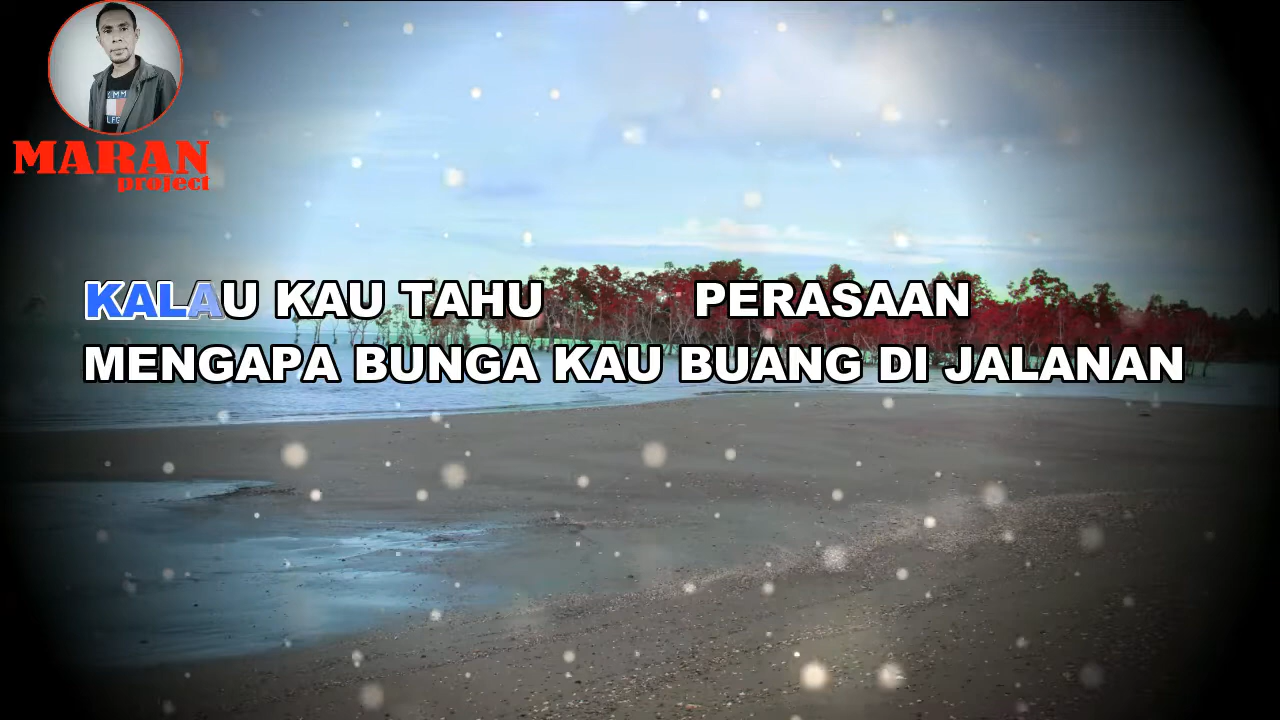 MARAN
project
KALAU KAU TAHU PERASAAN
MENGAPA BUNGA KAU BUANG DI JALANAN